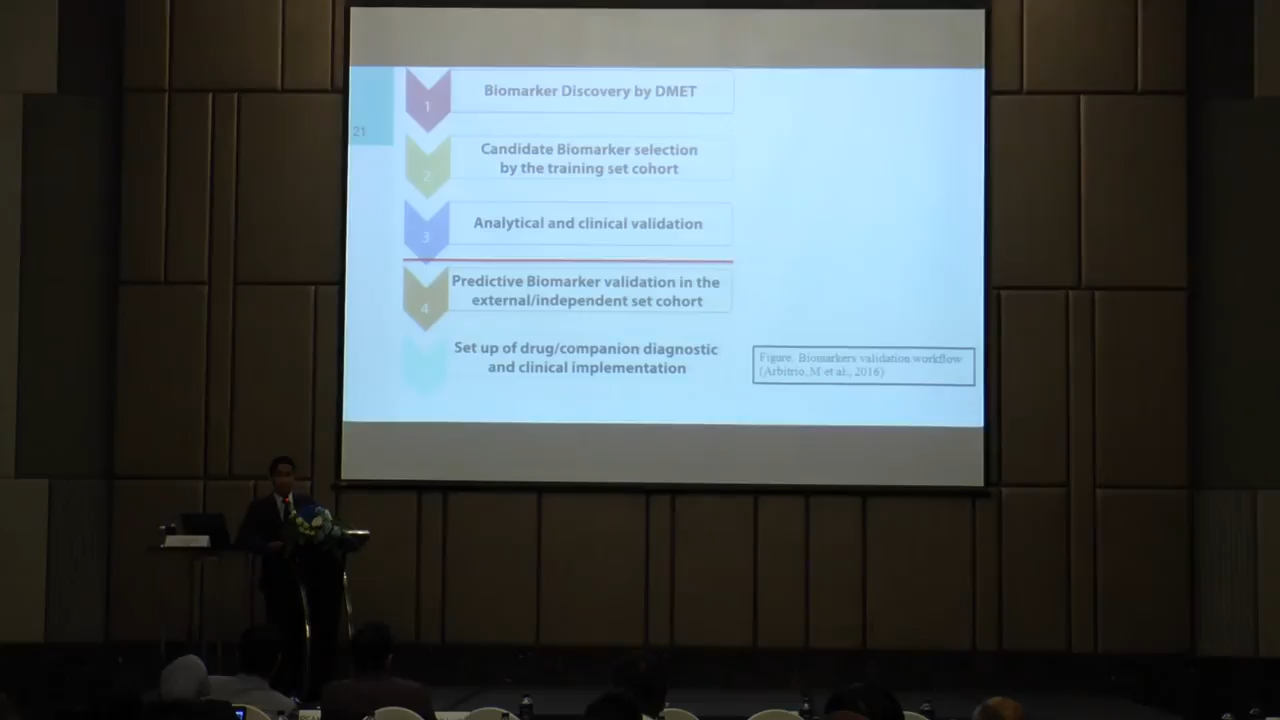 21
1
Biomarker Discovery by DMET
2
Candidate Biomarker selection
by the training set cohort
3
Analytical and clinical validation
4
Predictive Biomarker validation in the
external/independent set cohort
Set up of drug/companion diagnostic
and clinical implementation
Figure. Biomarkers validation workflow
(Arbitrio, M et al., 2016)